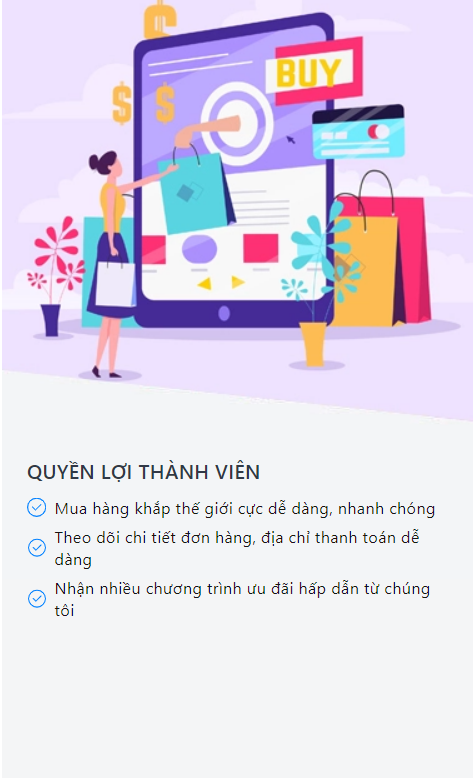 BUY
QUYỀN LỢI THÀNH VIÊN
Mua hàng khắp thế giới cực dễ dàng, nhanh chóng
Theo dõi chi tiết đơn hàng, địa chỉ thanh toán dễ
dàng
Nhận nhiều chương trình ưu đãi hấp dẫn từ chúng
tôi